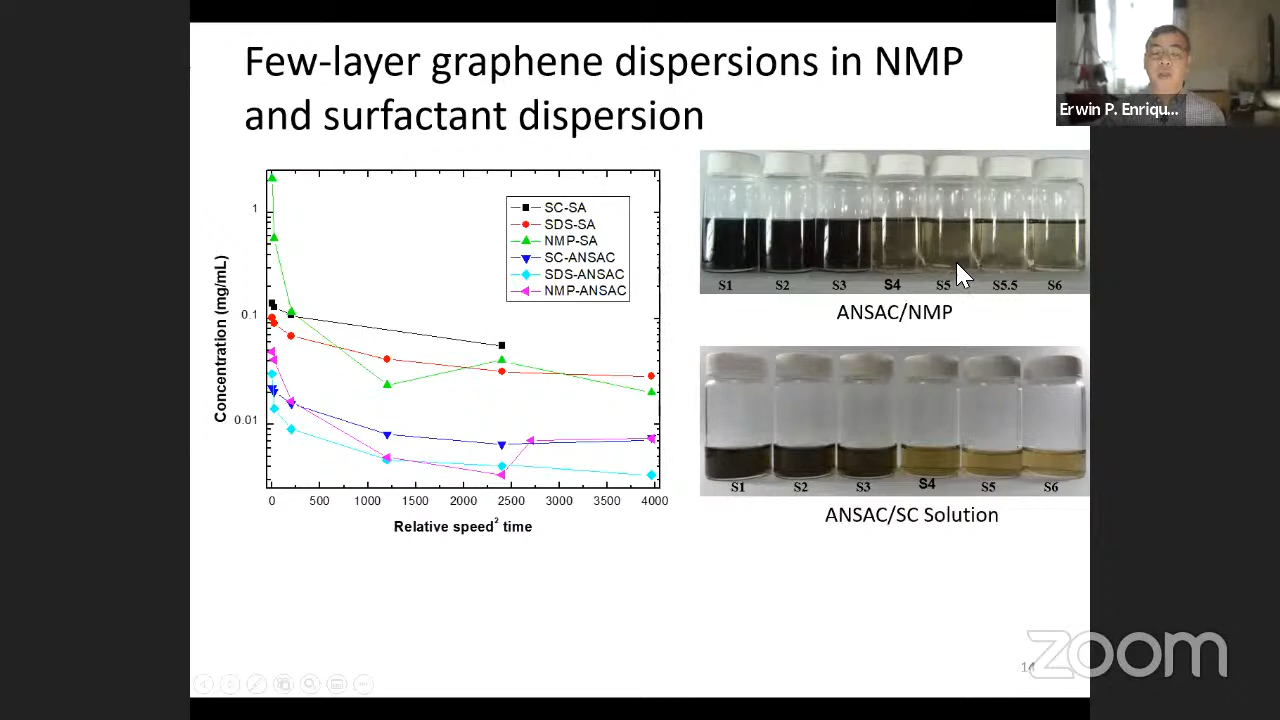 Few-layer graphene dispersions in NMP
and surfactant dispersion
Erwin P. Enriqu...
SC-SA
SDS-SA
NMP-SA
SC-ANSAC
SDS-ANSAC
NMP-ANSAC
Concentration (mg/mL)
1
0.1
0.01
0 500 1000 1500 2000 2500 3000 3500 4000
Relative speed² time
S1 S2 S3 S4 S5 S5.5 S6
ANSAC/NMP
S1 S2 S3 S4 S5 S6
ANSAC/SC Solution
14
zoom